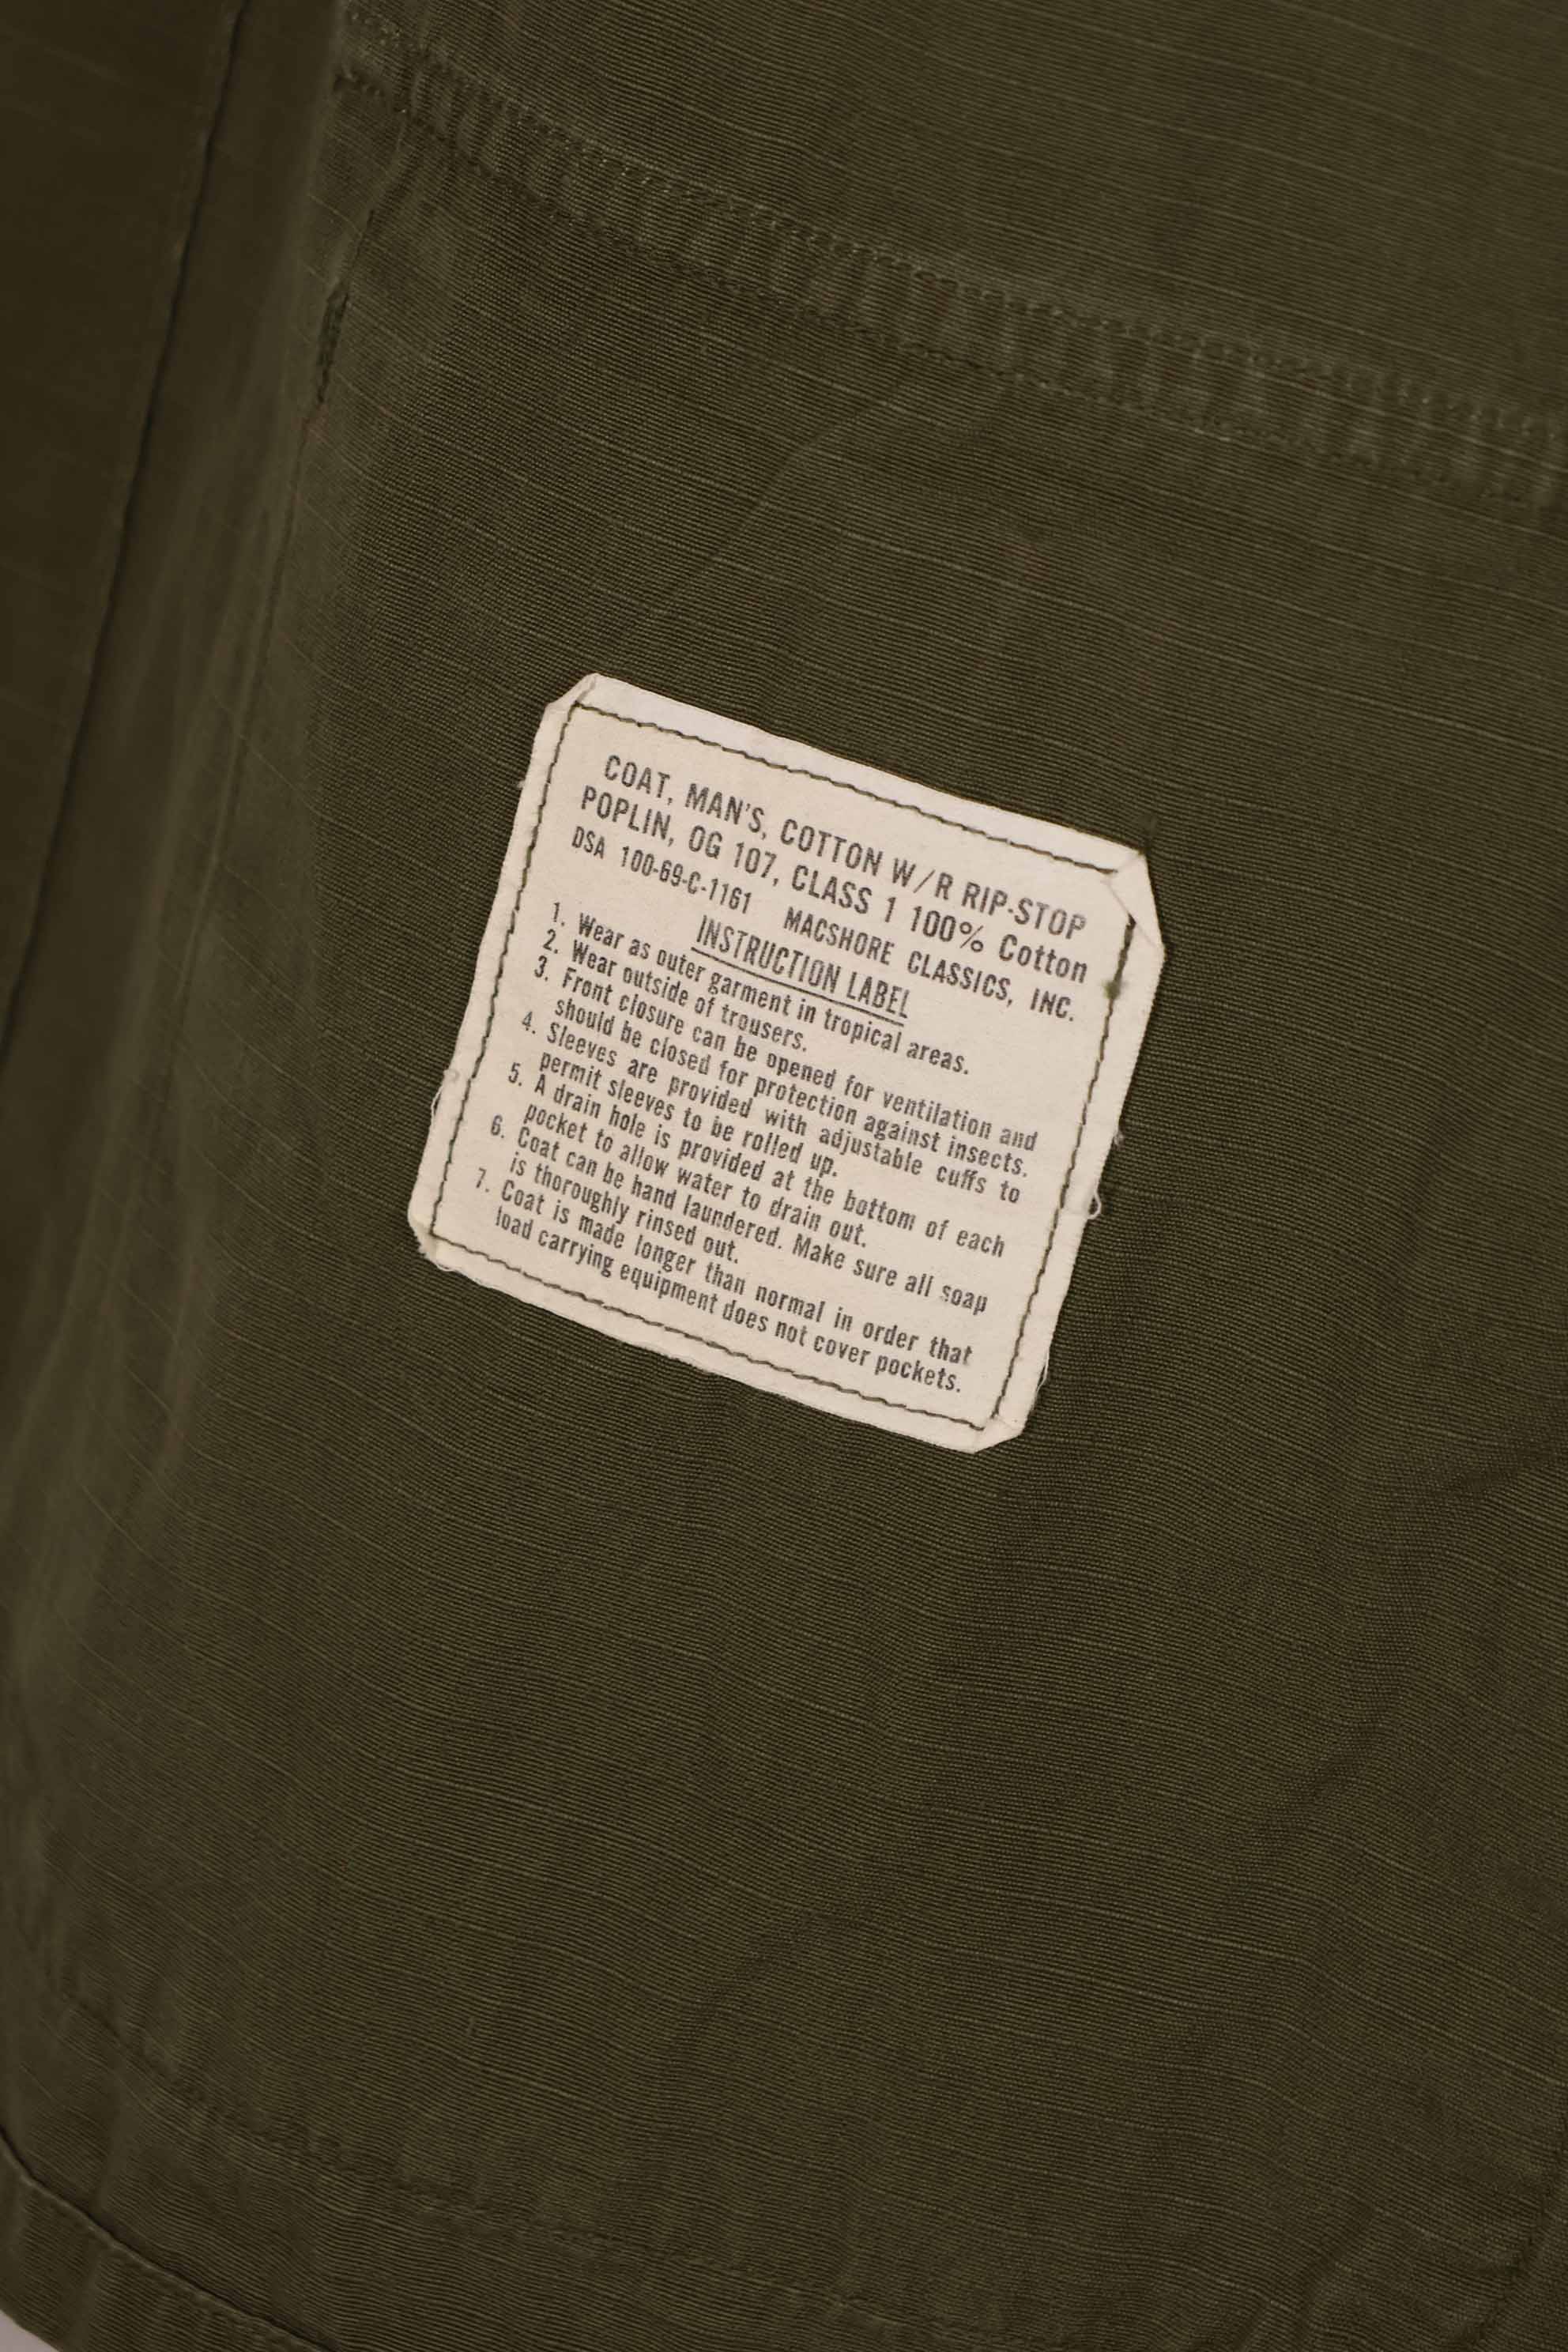 COAT, MAN'S, COTTON W/R RIP-STOP
POPLIN, OG 107, CLASS 1 100% Cotton
DSA 100-69-C-1161 MACSHORE CLASSICS, INC.
INSTRUCTION LABEL
1. Wear as outer garment in tropical areas.
2. Wear outside of trousers.
3. Front closure can be opened for ventilation and
should be closed for protection against insects.
4. Sleeves are provided with adjustable cuffs to
permit sleeves to be rolled up.
5. A drain hole is provided at the bottom of each
pocket to allow water to drain out.
6. Coat can be hand laundered. Make sure all soap
is thoroughly rinsed out.
7. Coat is made longer than normal in order that
load carrying equipment does not cover pockets.